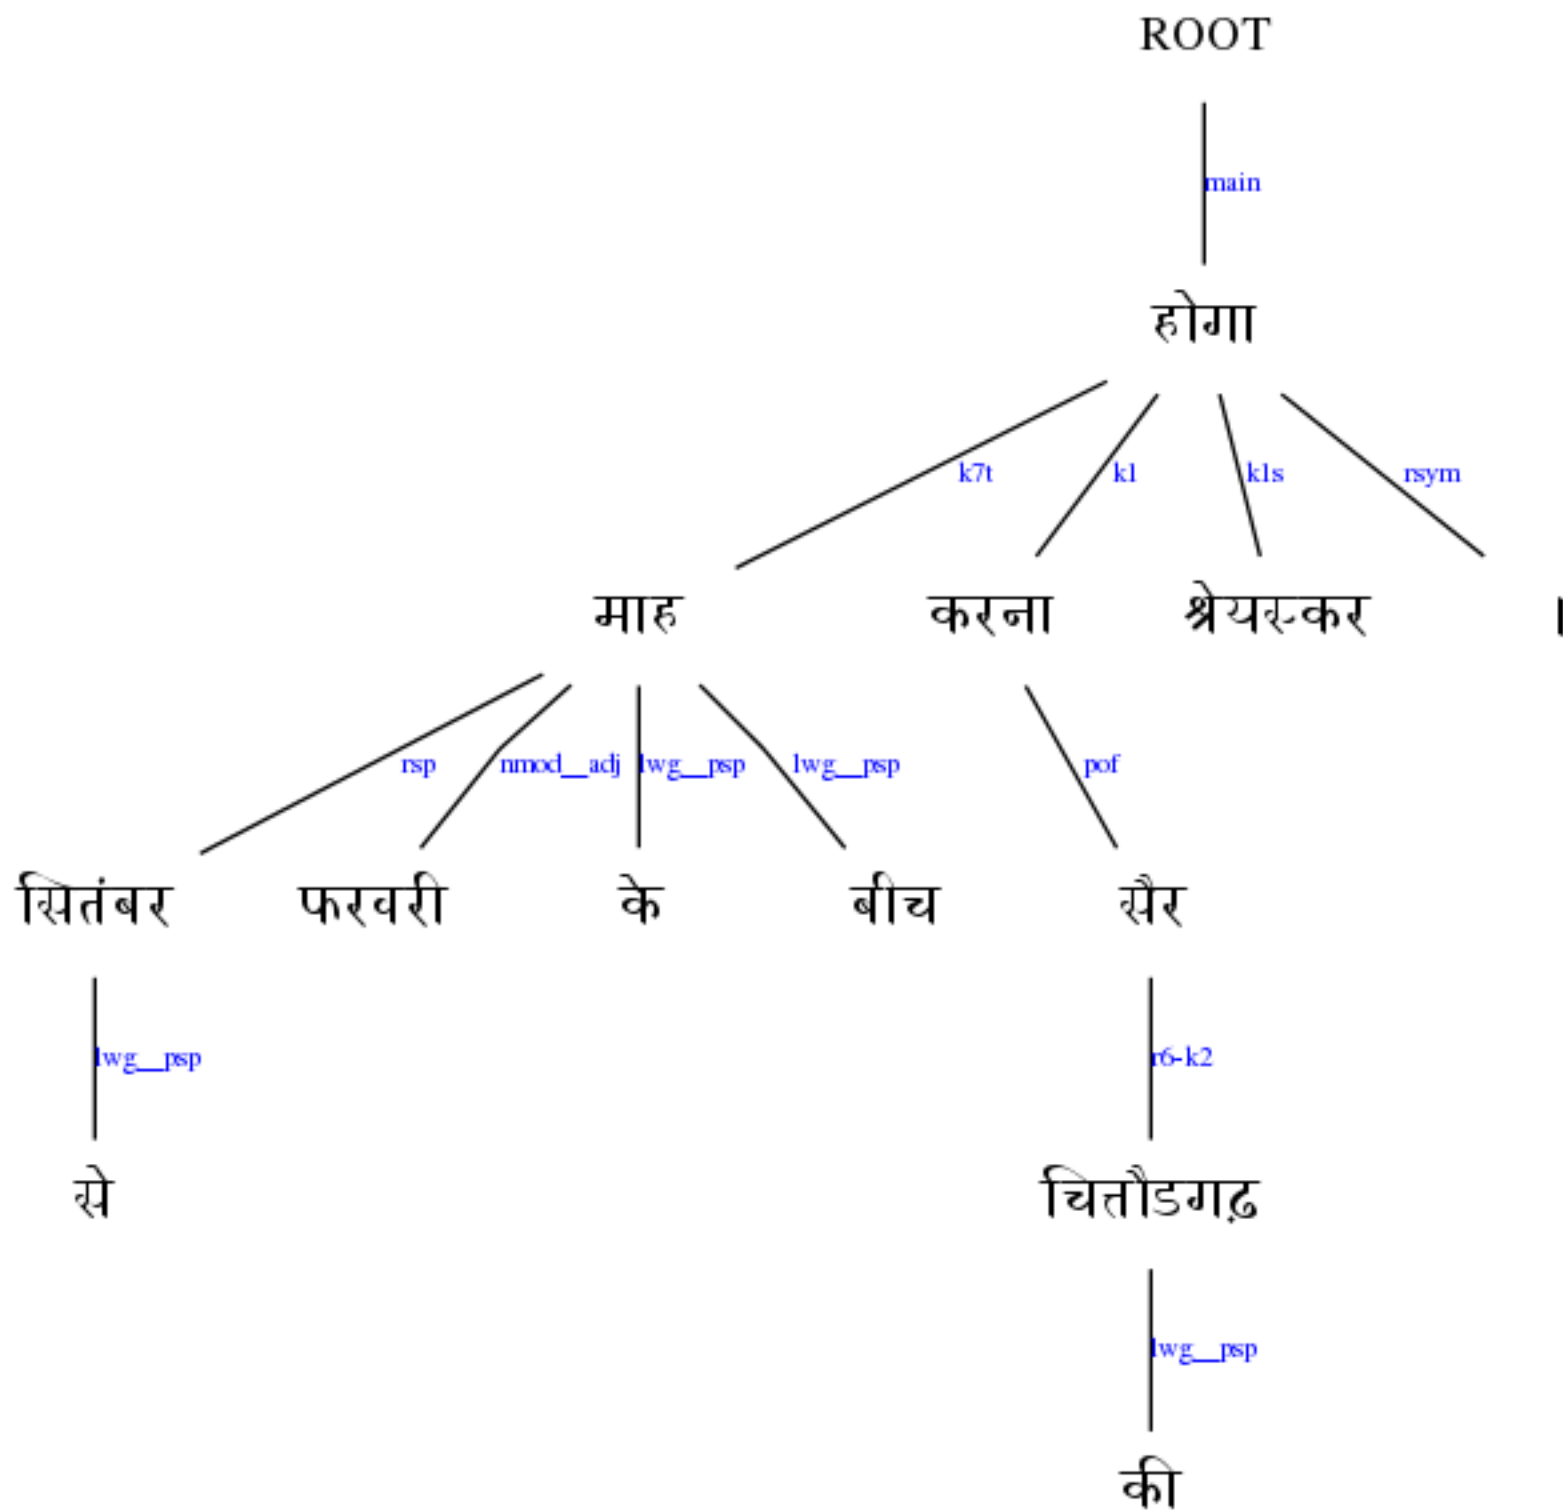 ROOT
main
होगा
k7t k1 k1s rsym
माह करना श्रेयस्कर ।
rsp nmod__adj lwg__psp lwg__psp pof
सितंबर फरवरी के बीच सैर
lwg__psp r6-k2
से चित्तौडगढ़
lwg__psp
की